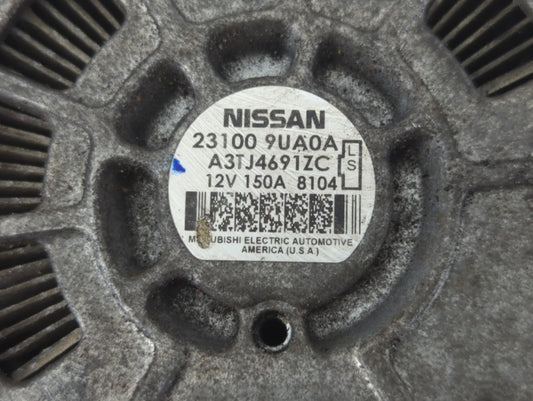 NISSAN
23100 9UA0A
A3TJ4691ZC
S
12V 150A 8104
MITSUBISHI ELECTRIC AUTOMOTIVE
AMERICA (U.S.A.)